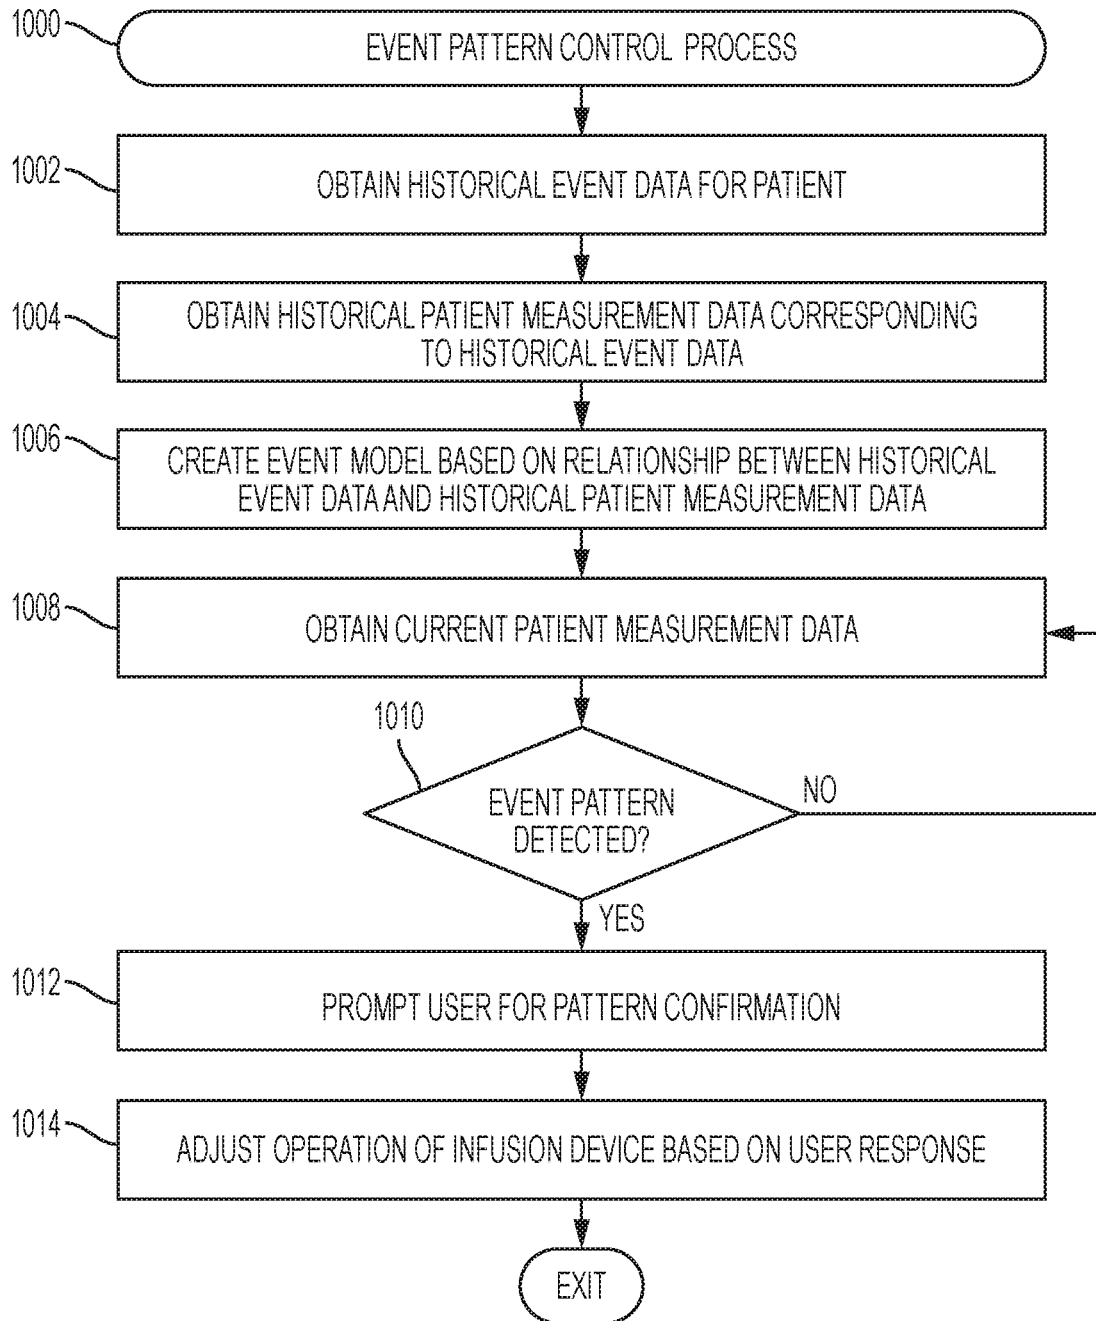 1000
EVENT PATTERN CONTROL PROCESS
1002
OBTAIN HISTORICAL EVENT DATA FOR PATIENT
1004
OBTAIN HISTORICAL PATIENT MEASUREMENT DATA CORRESPONDING
TO HISTORICAL EVENT DATA
1006
CREATE EVENT MODEL BASED ON RELATIONSHIP BETWEEN HISTORICAL
EVENT DATA AND HISTORICAL PATIENT MEASUREMENT DATA
1008
OBTAIN CURRENT PATIENT MEASUREMENT DATA
1010
EVENT PATTERN
DETECTED?
NO
YES
1012
PROMPT USER FOR PATTERN CONFIRMATION
1014
ADJUST OPERATION OF INFUSION DEVICE BASED ON USER RESPONSE
EXIT